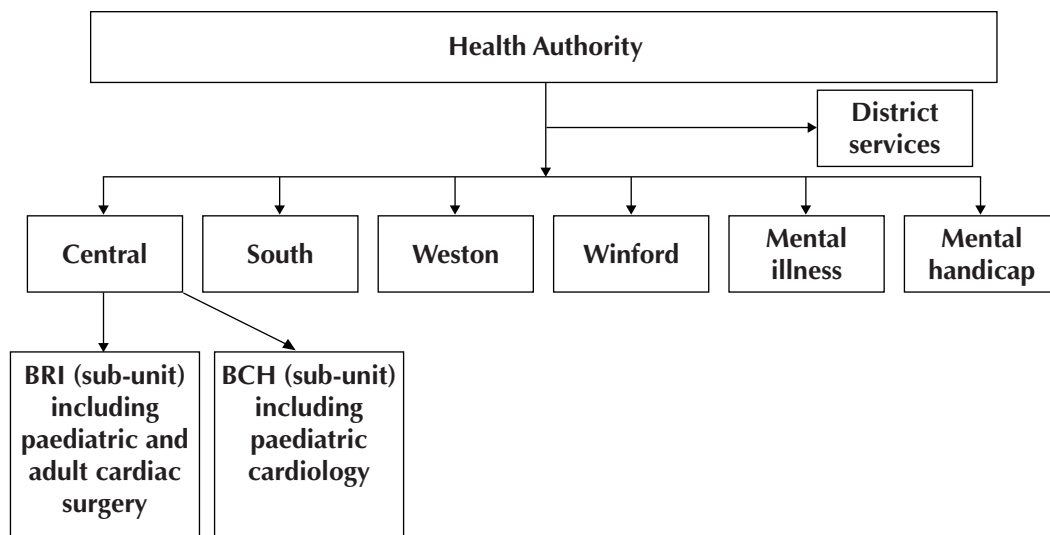 Health Authority
District
services
Central
South
Weston
Winford
Mental
illness
Mental
handicap
BRI (sub-unit)
including
paediatric and
adult cardiac
surgery
BCH (sub-unit)
including
paediatric
cardiology